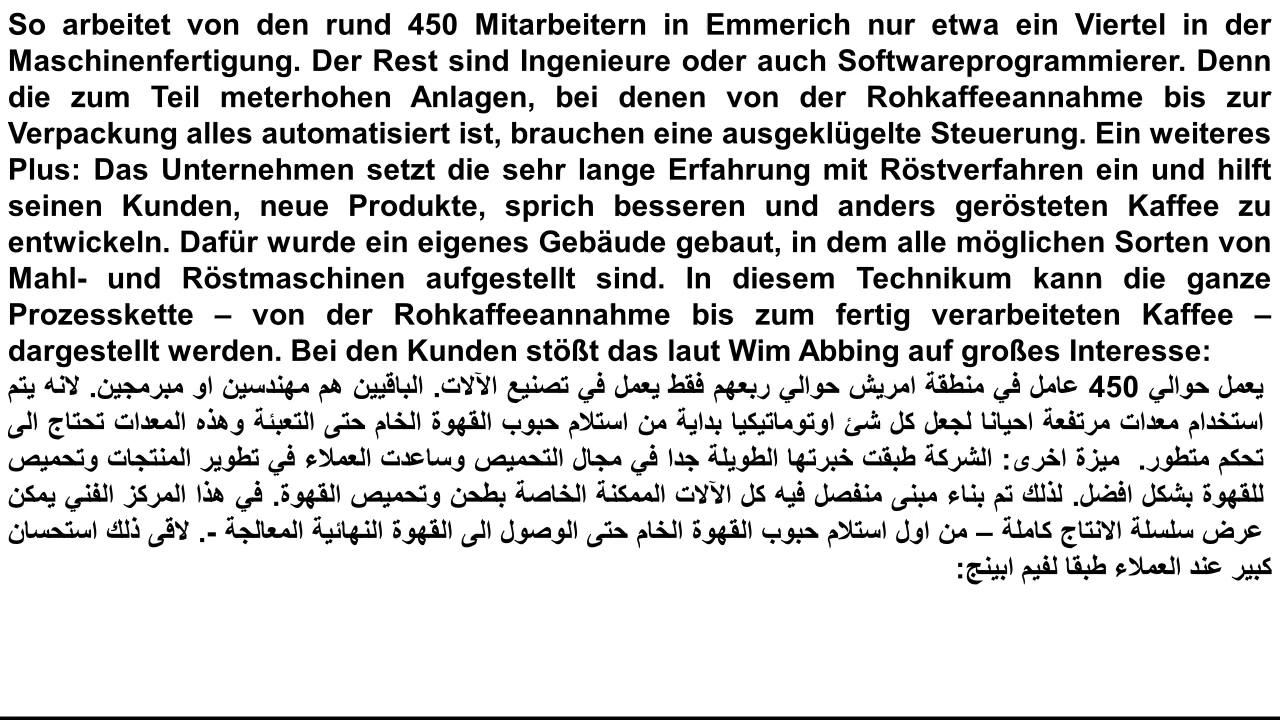 So arbeitet von den rund 450 Mitarbeitern in Emmerich nur etwa ein Viertel in der
Maschinenfertigung. Der Rest sind Ingenieure oder auch Softwareprogrammierer. Denn
die zum Teil meterhohen Anlagen, bei denen von der Rohkaffeeannahme bis zur
Verpackung alles automatisiert ist, brauchen eine ausgeklügelte Steuerung. Ein weiteres
Plus: Das Unternehmen setzt die sehr lange Erfahrung mit Röstverfahren ein und hilft
seinen Kunden, neue Produkte, sprich besseren und anders gerösteten Kaffee zu
entwickeln. Dafür wurde ein eigenes Gebäude gebaut, in dem alle möglichen Sorten von
Mahl- und Röstmaschinen aufgestellt sind. In diesem Technikum kann die ganze
Prozesskette – von der Rohkaffeeannahme bis zum fertig verarbeiteten Kaffee –
dargestellt werden. Bei den Kunden stößt das laut Wim Abbing auf großes Interesse:
يعمل حوالي 450 عامل في منطقة امريش حوالي ربعهم فقط يعمل في تصنيع الآلات. الباقيين هم مهندسين او مبرمجين. لانه يتم
استخدام معدات مرتفعة احيانا لجعل كل شئ اوتوماتيكيا بداية من استلام حبوب القهوة الخام حتى التعبئة وهذه المعدات تحتاج الى
تحكم متطور. ميزة اخرى: الشركة طبقت خبرتها الطويلة جدا في مجال التحميص وساعدت العملاء في تطوير المنتجات وتحميص
للقهوة بشكل افضل. لذلك تم بناء مبنى منفصل فيه كل الآلات الممكنة الخاصة بطحن وتحميص القهوة. في هذا المركز الفني يمكن
عرض سلسلة الانتاج كاملة – من اول استلام حبوب القهوة الخام حتى الوصول الى القهوة النهائية المعالجة -. لاقى ذلك استحسان
كبير عند العملاء طبقا لفيم ابينج: